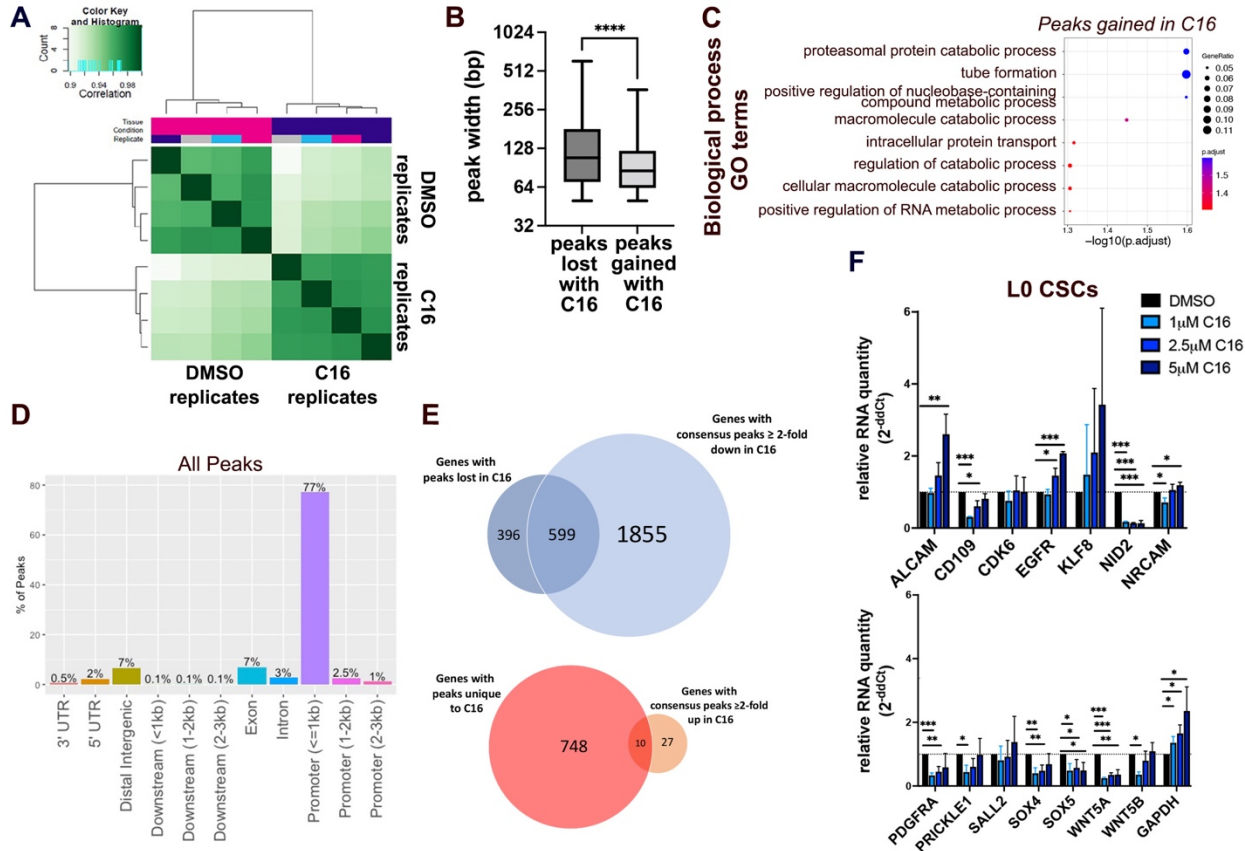 A
Color Key
and Histogram
Count
0 4 8
0.9 0.94 0.98
Correlation
Tissue
Condition
Replicate
DMSO
replicates
C16
replicates
DMSO
replicates
C16
replicates
B
peak width (bp)
1024
512
256
128
64
32
****
peaks
lost
with
C16
peaks
gained
with
C16
C
Peaks gained in C16
Biological process
GO terms
proteasomal protein catabolic process
tube formation
positive regulation of nucleobase-containing
compound metabolic process
macromolecule catabolic process
intracellular protein transport
regulation of catabolic process
cellular macromolecule catabolic process
positive regulation of RNA metabolic process
1.3 1.4 1.5 1.6
−log10(p.adjust)
GeneRatio
0.05
0.06
0.07
0.08
0.09
0.10
0.11
p.adjust
1.5
1.4
D
All Peaks
% of Peaks
80
60
40
20
0
0.5%
2%
7%
0.1%
0.1%
0.1%
7%
3%
77%
2.5%
1%
3' UTR
5' UTR
Distal Intergenic
Downstream (<1kb)
Downstream (1-2kb)
Downstream (2-3kb)
Exon
Intron
Promoter (<=1kb)
Promoter (1-2kb)
Promoter (2-3kb)
E
Genes with
peaks lost in C16
Genes with
consensus peaks ≥ 2-fold
down in C16
396
599
1855
Genes with
peaks unique
to C16
Genes with
consensus peaks ≥2-fold
up in C16
748
10
27
F
L0 CSCs
DMSO
1μM C16
2.5μM C16
5μM C16
relative RNA quantity
(2^-ddCt)
6
4
2
0
**
***
*
***
*
***
***
***
*
*
ALCAM
CD109
CDK6
EGFR
KLF8
NID2
NRCAM
relative RNA quantity
(2^-ddCt)
6
4
2
0
***
**
*
**
**
*
*
*
***
***
**
*
*
*
*
PDGFRA
PRICKLE1
SALL2
SOX4
SOX5
WNT5A
WNT5B
GAPDH